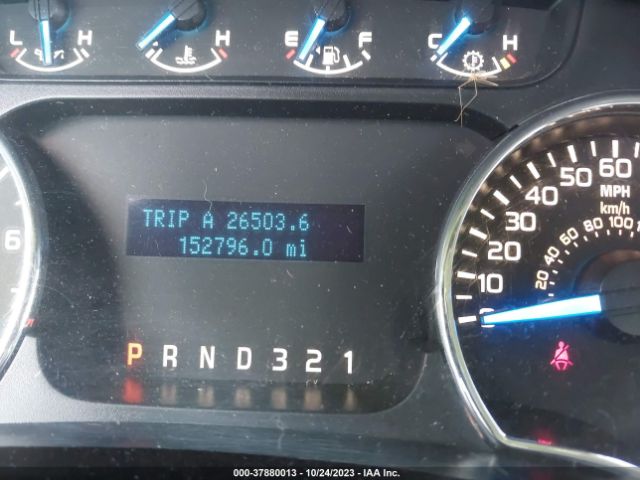 L H
H
E F
C H
TRIP A 26503.6
152796.0 mi
P R N D 3 2 1
6
0 10 20 30 40 50 60
MPH
km/h
20 40 60 80 100
000-37880013 - 10/24/2023 - IAA Inc.